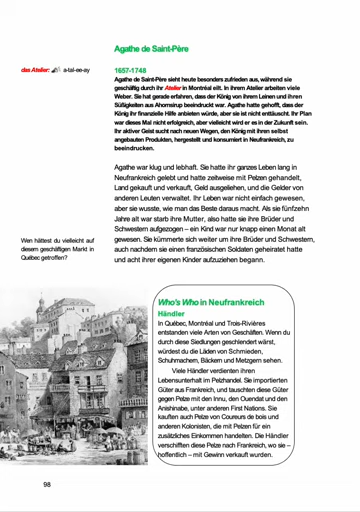 Agathe de Saint-Père
das Atelier: a-tal-ee-ay
1657-1748
Agathe de Saint-Père sieht heute besonders zufrieden aus, während sie
geschäftig durch ihr Atelier in Montréal eilt. In ihrem Atelier arbeiten viele
Weber. Sie hat gerade erfahren, dass der König von ihrem Leinen und ihren
Süßigkeiten aus Ahornsirup beeindruckt war. Agathe hatte gehofft, dass der
König ihr finanzielle Hilfe anbieten würde, aber sie ist nicht enttäuscht. Ihr Plan
war dieses Mal nicht erfolgreich, aber vielleicht wird er es in der Zukunft sein.
Ihr aktiver Geist sucht nach neuen Wegen, den König mit ihren selbst
angebauten Produkten, hergestellt und konsumiert in Neufrankreich, zu
beeindrucken.
Agathe war klug und lebhaft. Sie hatte ihr ganzes Leben lang in
Neufrankreich gelebt und hatte zeitweise mit Pelzen gehandelt,
Land gekauft und verkauft, Geld ausgeliehen, und die Gelder von
anderen Leuten verwaltet. Ihr Leben war nicht einfach gewesen,
aber sie wusste, wie man das Beste daraus macht. Als sie fünfzehn
Jahre alt war starb ihre Mutter, also hatte sie ihre Brüder und
Schwestern aufgezogen – ein Kind war nur knapp einen Monat alt
gewesen. Sie kümmerte sich weiter um ihre Brüder und Schwestern,
auch nachdem sie einen französischen Soldaten geheiratet hatte
und acht ihrer eigenen Kinder aufzuziehen begann.
Wen hättest du vielleicht auf
diesem geschäftigen Markt in
Québec getroffen?
Who's Who in Neufrankreich
Händler
In Québec, Montréal und Trois-Rivières
entstanden viele Arten von Geschäften. Wenn du
durch diese Siedlungen geschlendert wärst,
würdest du die Läden von Schmieden,
Schuhmachern, Bäckern und Metzgern sehen.
Viele Händler verdienten ihren
Lebensunterhalt im Pelzhandel. Sie importierten
Güter aus Frankreich, und tauschten diese Güter
gegen Pelze mit den Innu, den Ouendat und den
Anishinabe, unter anderen First Nations. Sie
kauften auch Pelze von Coureurs de bois und
anderen Kolonisten, die mit Pelzen für ein
zusätzliches Einkommen handelten. Die Händler
verschifften diese Pelze nach Frankreich, wo sie –
hoffentlich – mit Gewinn verkauft wurden.
98